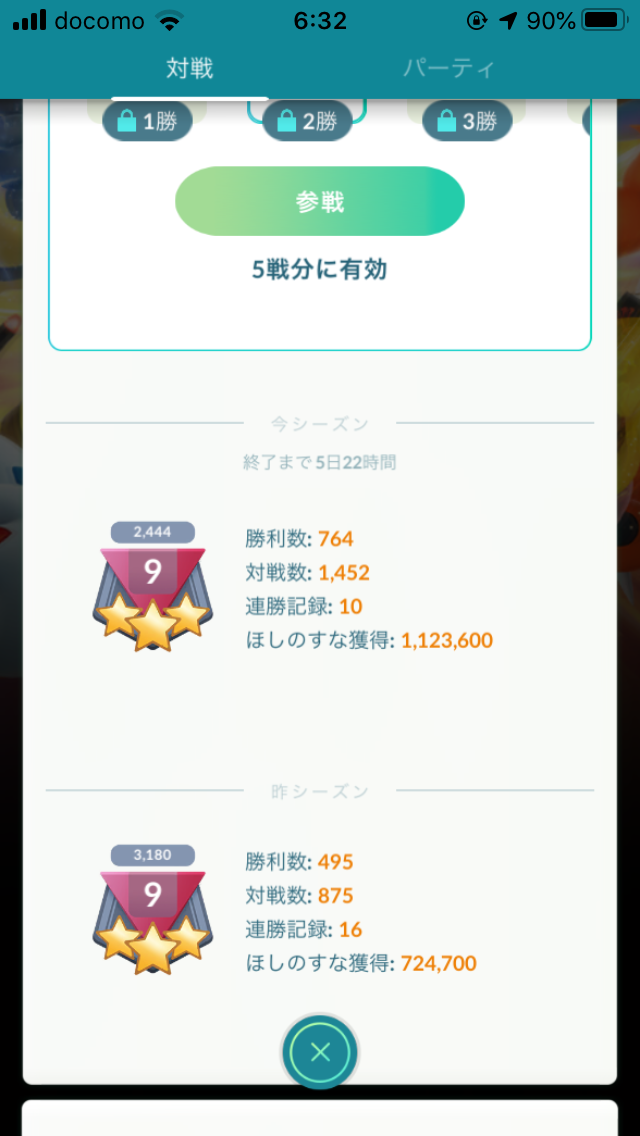 docomo 6:32 90%
対戦 パーティ
1勝 2勝 3勝
参戦
5戦分に有効
今シーズン
終了まで5日22時間
2,444
9
勝利数: 764
対戦数: 1,452
連勝記録: 10
ほしのすな獲得: 1,123,600
昨シーズン
3,180
9
勝利数: 495
対戦数: 875
連勝記録: 16
ほしのすな獲得: 724,700